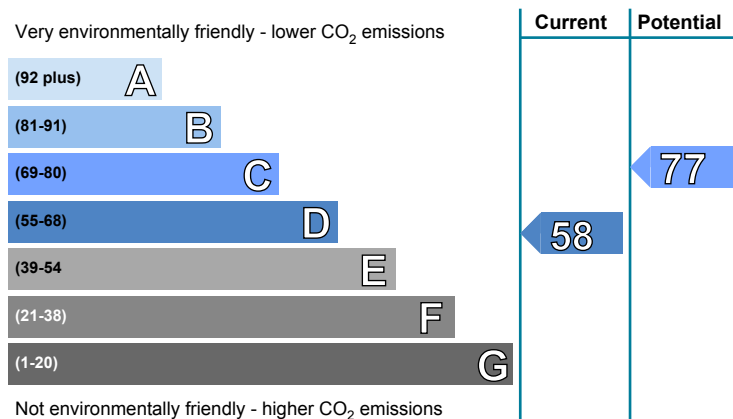 Current Potential
Very environmentally friendly - lower CO₂ emissions
(92 plus) A
(81-91) B
(69-80) C
77
(55-68) D
58
(39-54 E
(21-38) F
(1-20) G
Not environmentally friendly - higher CO₂ emissions